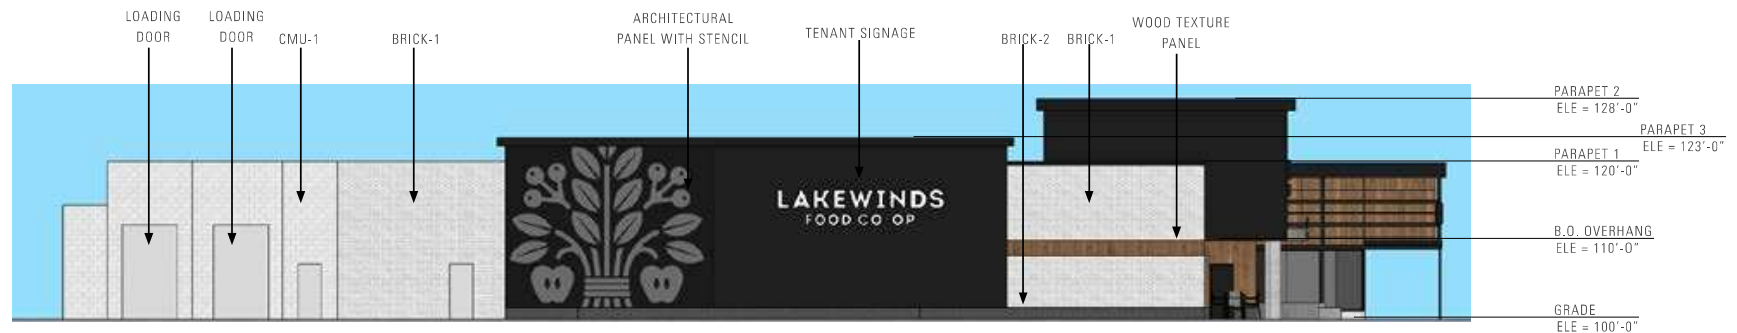 LOADING
DOOR
LOADING
DOOR
CMU-1
BRICK-1
ARCHITECTURAL
PANEL WITH STENCIL
TENANT SIGNAGE
BRICK-2
BRICK-1
WOOD TEXTURE
PANEL
LAKEWINDS
FOOD CO OP
PARAPET 2
ELE = 128'-0"
PARAPET 3
ELE = 123'-0"
PARAPET 1
ELE = 120'-0"
B.O. OVERHANG
ELE = 110'-0"
GRADE
ELE = 100'-0"